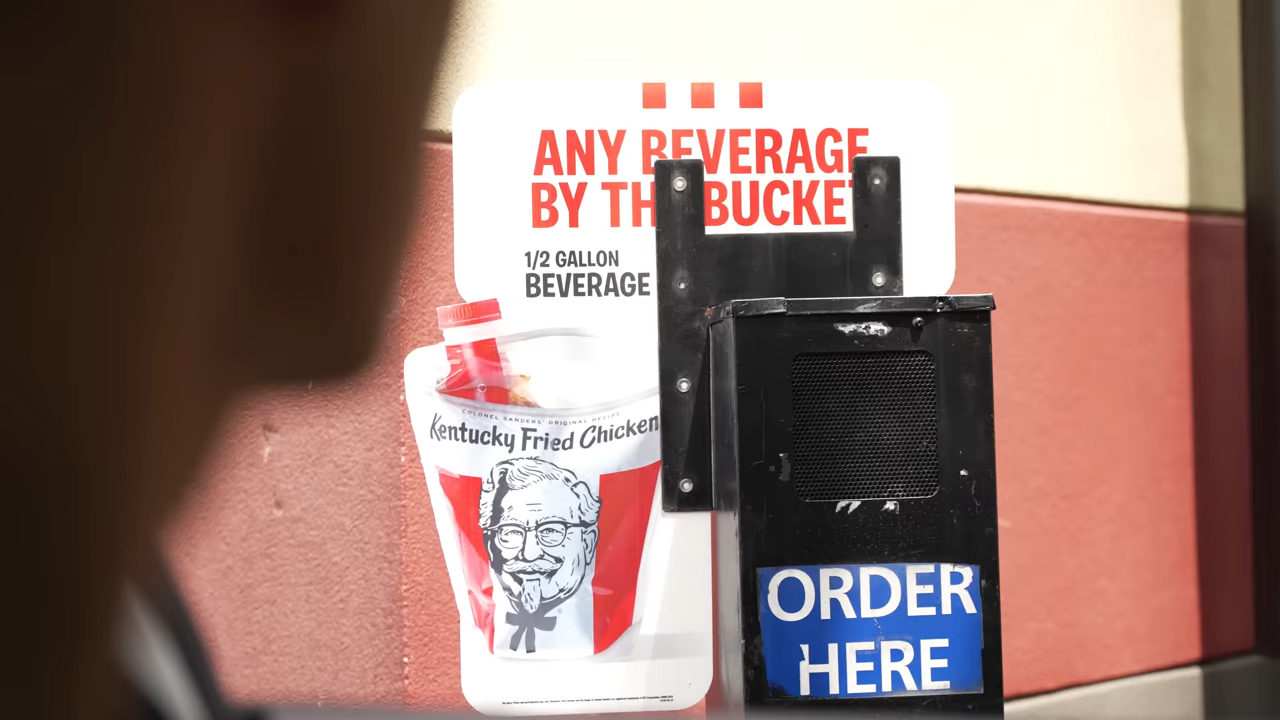 ANY BEVERAGE
BY TH BUCKET
1/2 GALLON
BEVERAGE
COLONEL SANDERS' ORIGINAL RECIPE
Kentucky Fried Chicken
ORDER
HERE